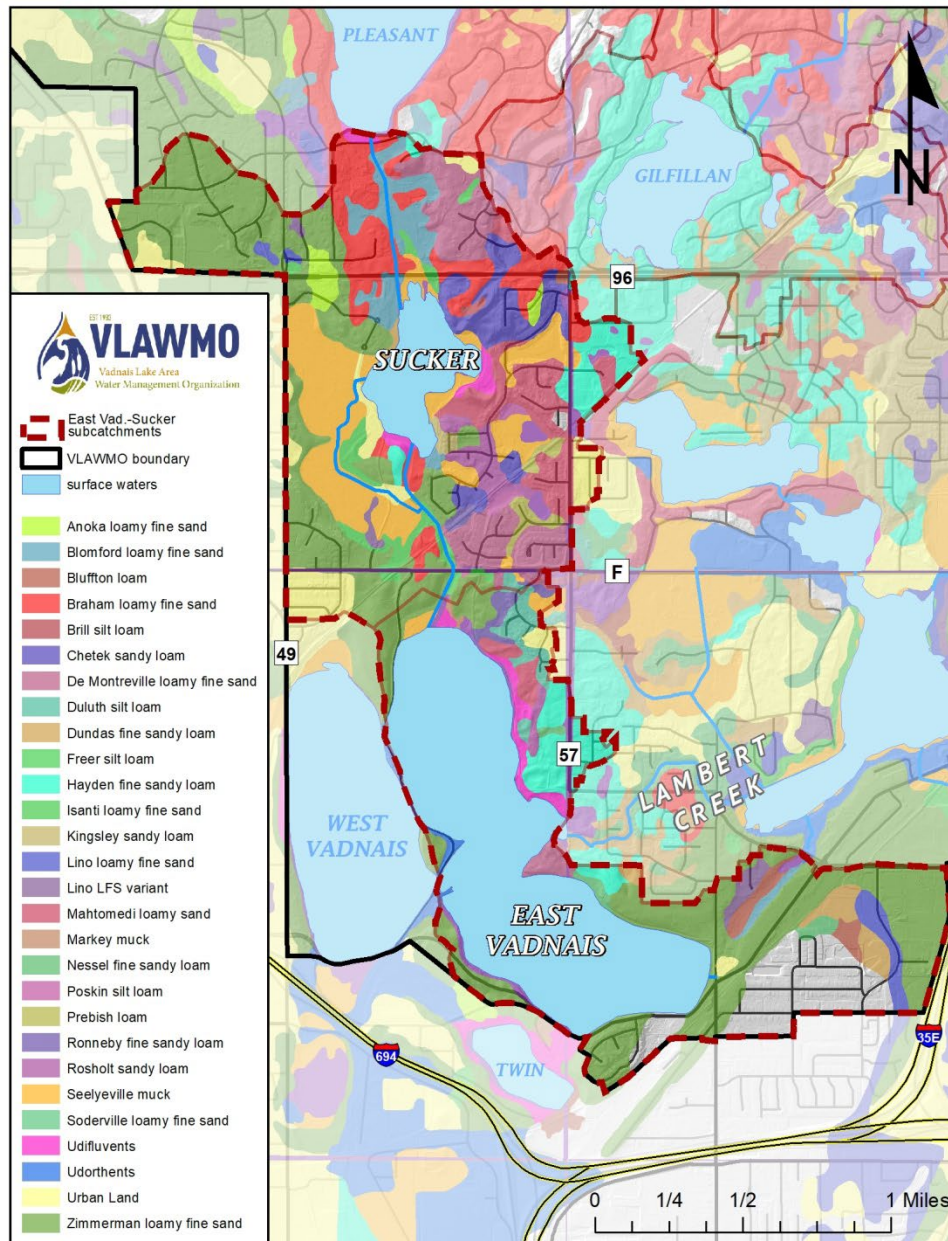 PLEASANT
GILFILLAN
N
96
SUCKER
EST 1983
VLAWMO
Vadnais Lake Area
Water Management Organization
East Vad.-Sucker
subcatchments
VLAWMO boundary
surface waters
Anoka loamy fine sand
Blomford loamy fine sand
Bluffton loam
Braham loamy fine sand
Brill silt loam
Chetek sandy loam
De Montreville loamy fine sand
Duluth silt loam
Dundas fine sandy loam
Freer silt loam
Hayden fine sandy loam
Isanti loamy fine sand
Kingsley sandy loam
Lino loamy fine sand
Lino LFS variant
Mahtomedi loamy sand
Markey muck
Nessel fine sandy loam
Poskin silt loam
Prebish loam
Ronneby fine sandy loam
Rosholt sandy loam
Seelyeville muck
Soderville loamy fine sand
Udifluvents
Udorthents
Urban Land
Zimmerman loamy fine sand
F
49
57
LAMBERT
CREEK
WEST
VADNAIS
EAST
VADNAIS
694
35E
TWIN
0 1/4 1/2 1 Miles